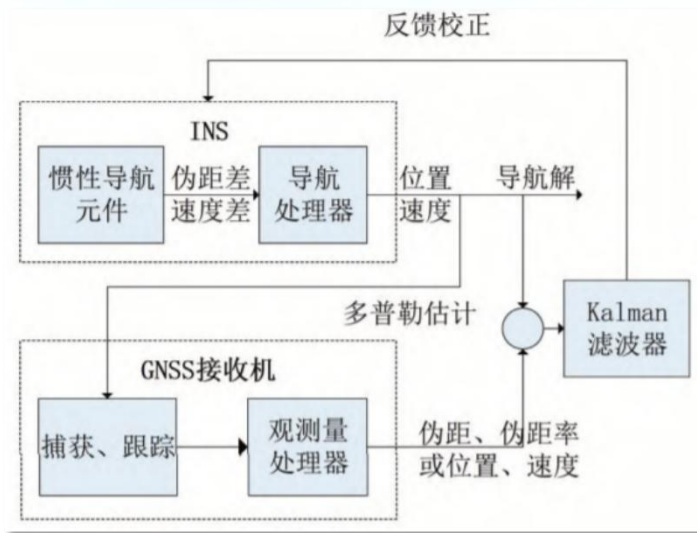 反馈校正
INS
惯性导航
元件
伪距差
速度差
导航
处理器
位置
速度
导航解
多普勒估计
Kalman
滤波器
GNSS接收机
捕获、跟踪
观测量
处理器
伪距、伪距率
或位置、速度